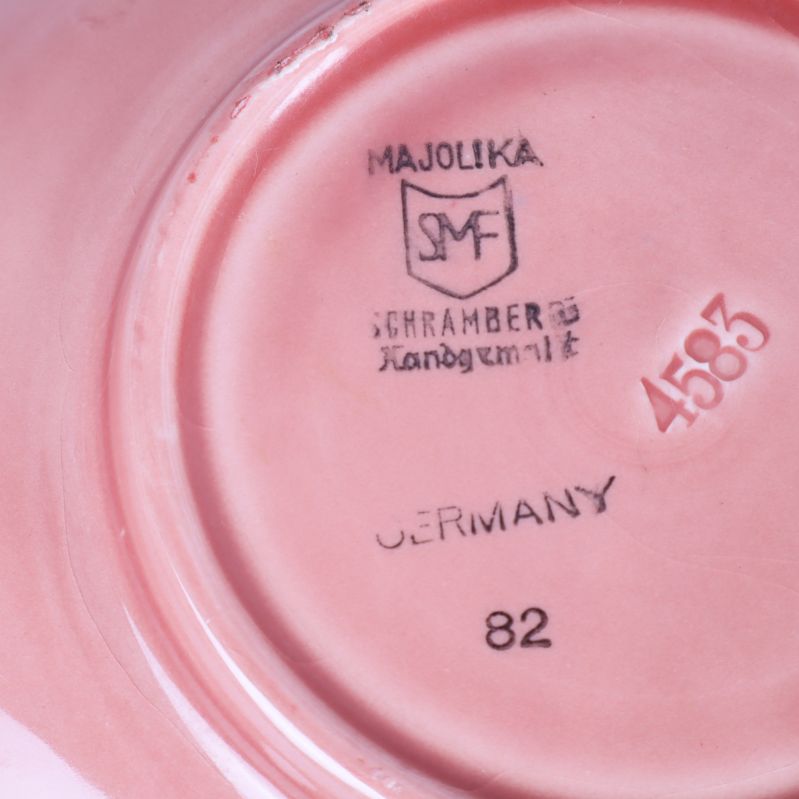 MAJOLIKA
SMF
SCHRAMBERG
Handgemalt
4583
GERMANY
82